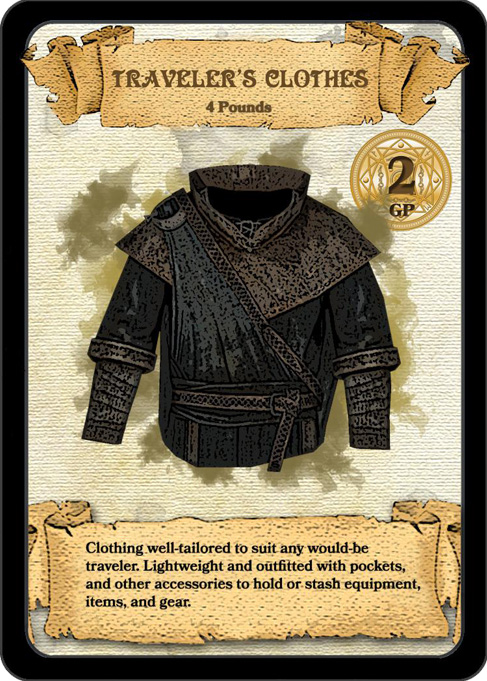 TRAVELER'S CLOTHES
4 Pounds
2
GP
Clothing well-tailored to suit any would-be
traveler. Lightweight and outfitted with pockets,
and other accessories to hold or stash equipment,
items, and gear.